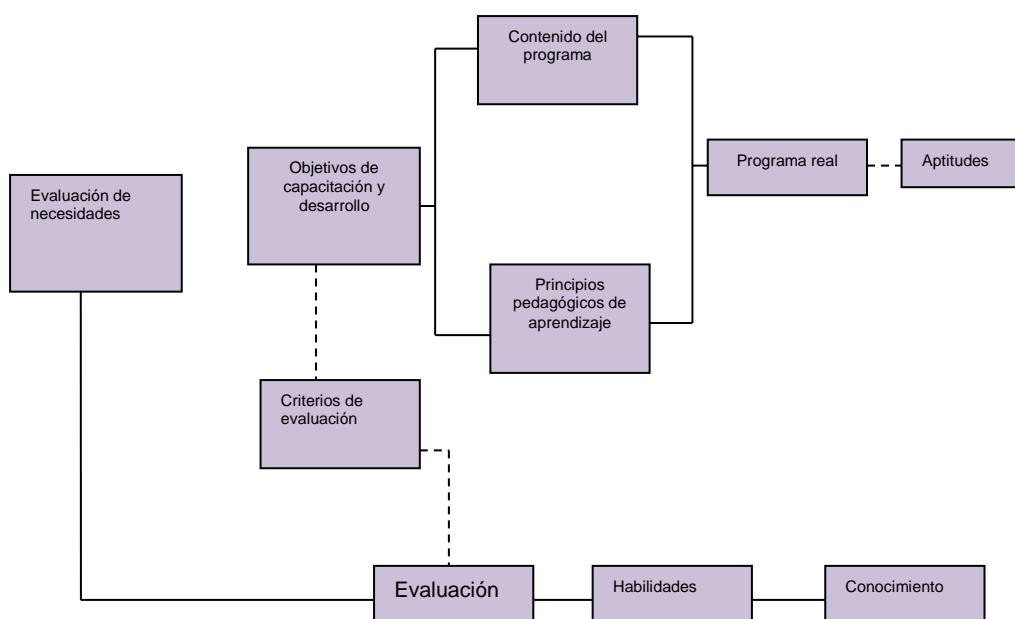 Contenido del
programa
Objetivos de
capacitación y
desarrollo
Programa real
Aptitudes
Evaluación de
necesidades
Principios
pedagógicos de
aprendizaje
Criterios de
evaluación
Evaluación
Habilidades
Conocimiento